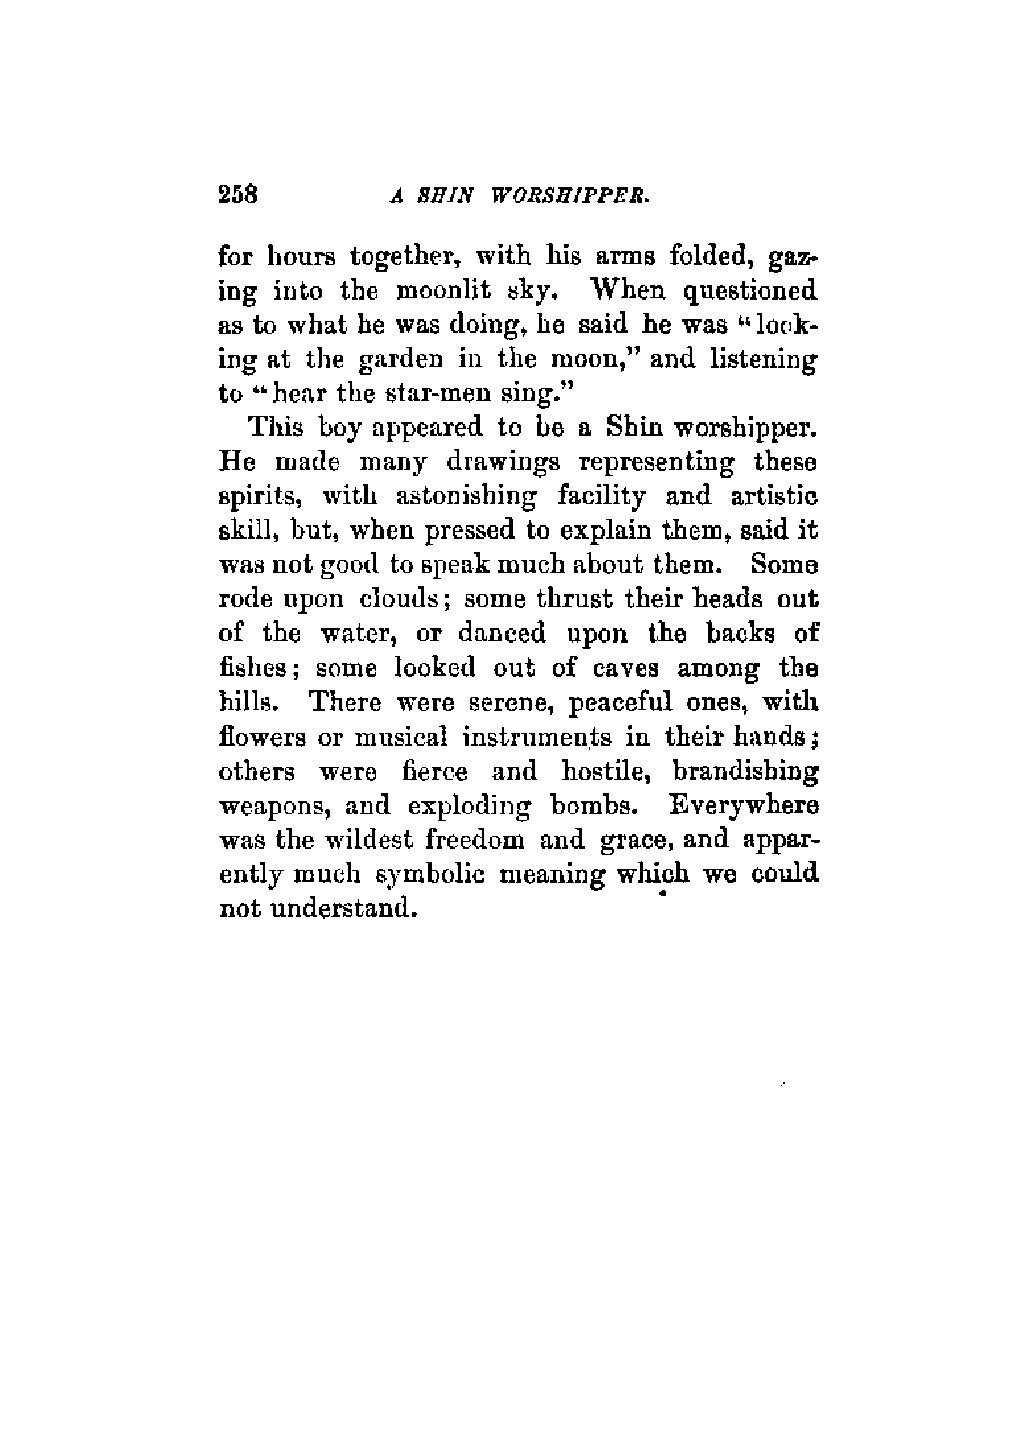 258 A SHIN WORSHIPPER.
for hours together, with his arms folded, gaz-
ing into the moonlit sky. When questioned
as to what he was doing, he said he was “look-
ing at the garden in the moon,” and listening
to “hear the star-men sing.”
This boy appeared to be a Shin worshipper.
He made many drawings representing these
spirits, with astonishing facility and artistic
skill, but, when pressed to explain them, said it
was not good to speak much about them. Some
rode upon clouds; some thrust their heads out
of the water, or danced upon the backs of
fishes; some looked out of caves among the
hills. There were serene, peaceful ones, with
flowers or musical instruments in their hands;
others were fierce and hostile, brandishing
weapons, and exploding bombs. Everywhere
was the wildest freedom and grace, and appar-
ently much symbolic meaning which we could
not understand.